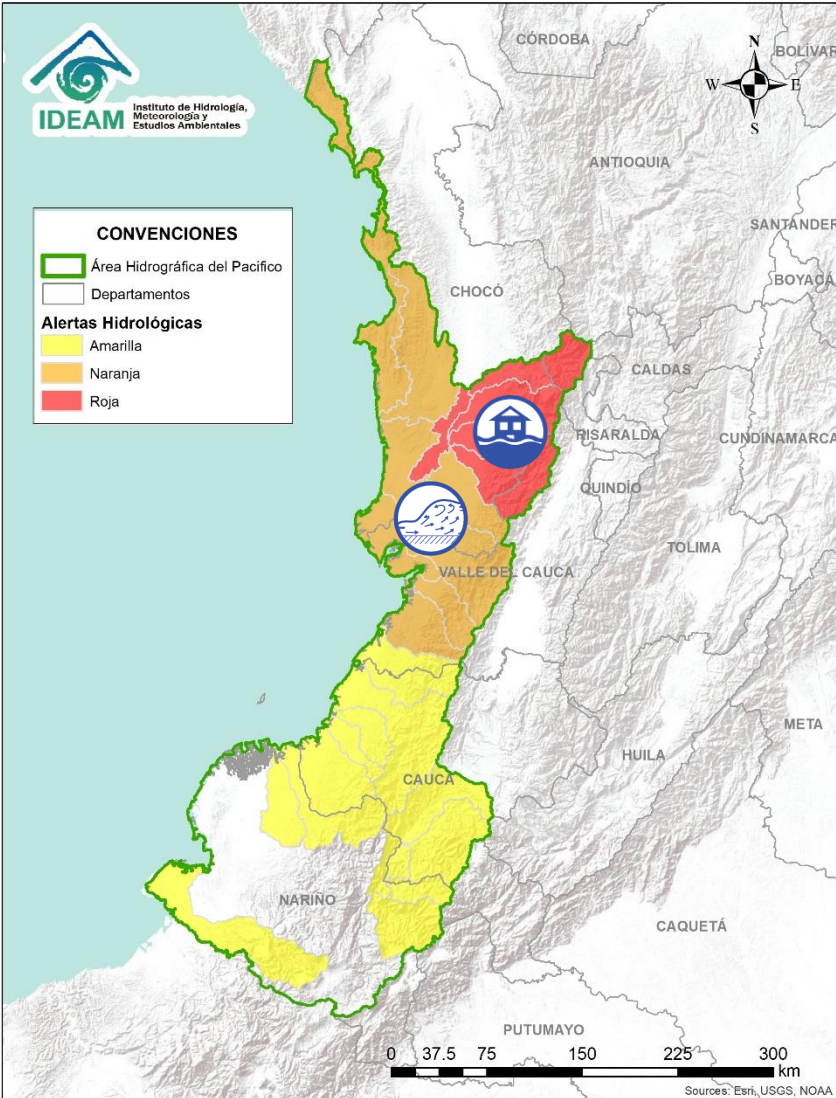 IDEAM
Instituto de Hidrología,
Meteorología y
Estudios Ambientales
CÓRDOBA
BOLÍVAR
N
W
E
S
ANTIOQUIA
SANTANDER
BOYACÁ
CONVENCIONES
Área Hidrográfica del Pacifico
Departamentos
Alertas Hidrológicas
Amarilla
Naranja
Roja
CHOCÓ
CALDAS
RISARALDA
CUNDINAMARCA
QUINDÍO
TOLIMA
VALLE DEL CAUCA
META
HUILA
CAUCA
NARIÑO
CAQUETÁ
PUTUMAYO
0 37.5 75 150 225 300
km
Sources: Esri, USGS, NOAA